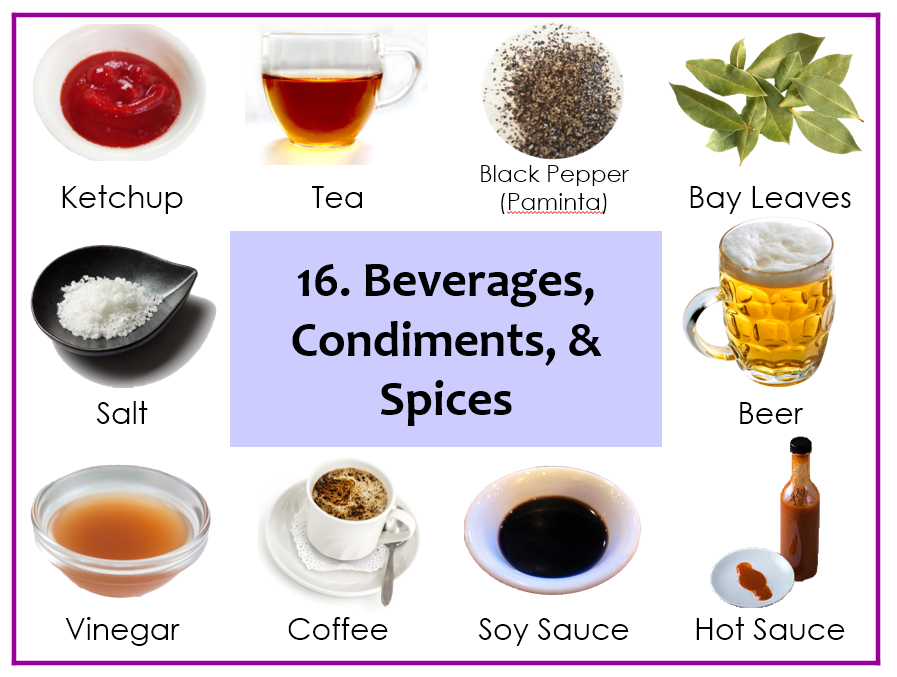 Ketchup
Tea
Black Pepper
(Paminta)
Bay Leaves
16. Beverages,
Condiments, &
Spices
Salt
Beer
Vinegar
Coffee
Soy Sauce
Hot Sauce